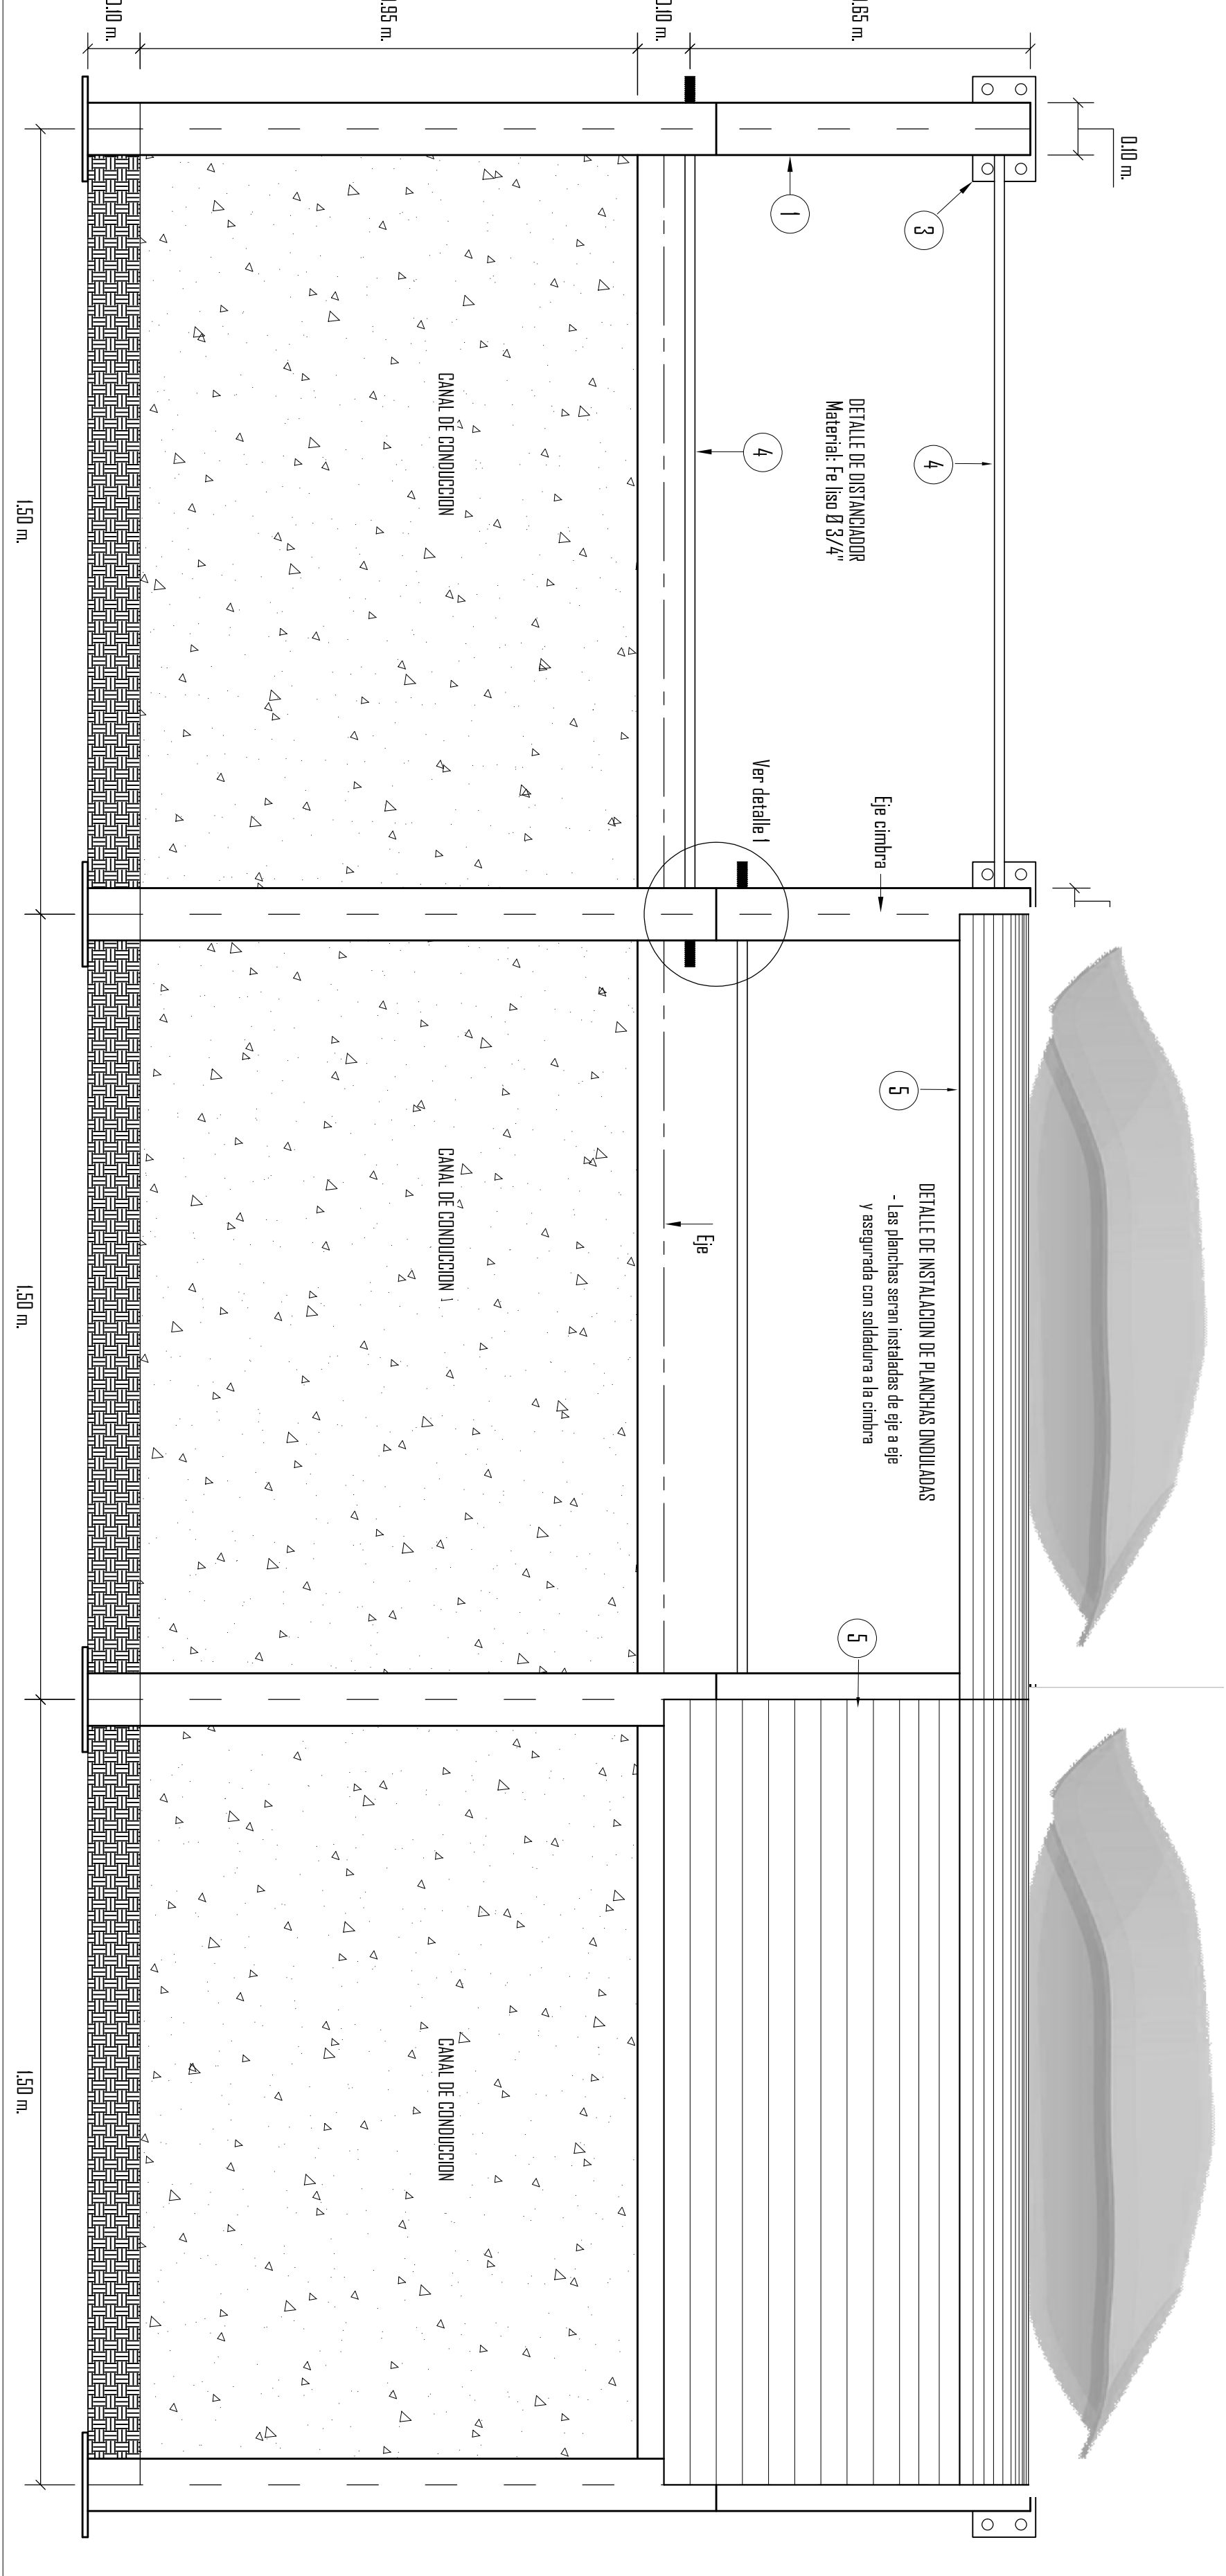 0.10 m.
3
4
5
DETALLE DE INSTALACION DE PLANCHAS ONDULADAS
- Las planchas seran instaladas de eje a eje
y asegurada con soldadura a la cimbra
Eje cimbra
DETALLE DE DISTANCIADOR
Material: Fe liso Ø 3/4"
.65 m.
1
4
Ver detalle 1
5
Eje
0.10 m.
CANAL DE CONDUCCION
CANAL DE CONDUCCION 1
CANAL DE CONDUCCION
.95 m.
0.10 m.
1.50 m.
1.50 m.
1.50 m.